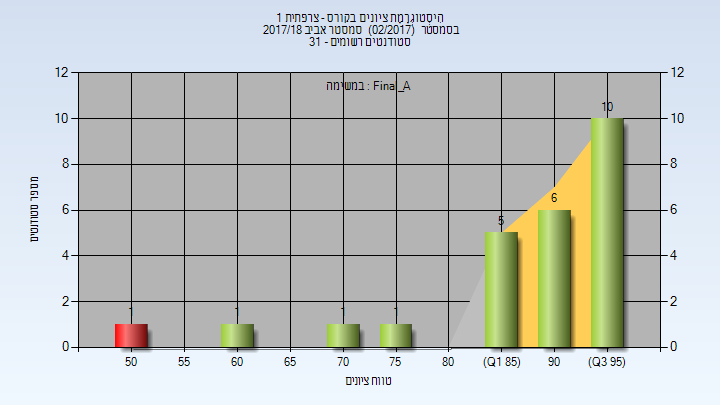 היסטוגרמת ציונים בקורס - צרפתית 1
בסמסטר (02/2017) סמסטר אביב 2017/18
סטודנטים רשומים - 31
במשימה : Final_A
מספר סטודנטים
12 12
10 10
8 8
6 6
4 4
2 2
0 0
1 1 1 1 5 6 10
50 55 60 65 70 75 80 (Q1 85) 90 (Q3 95)
טווח ציונים